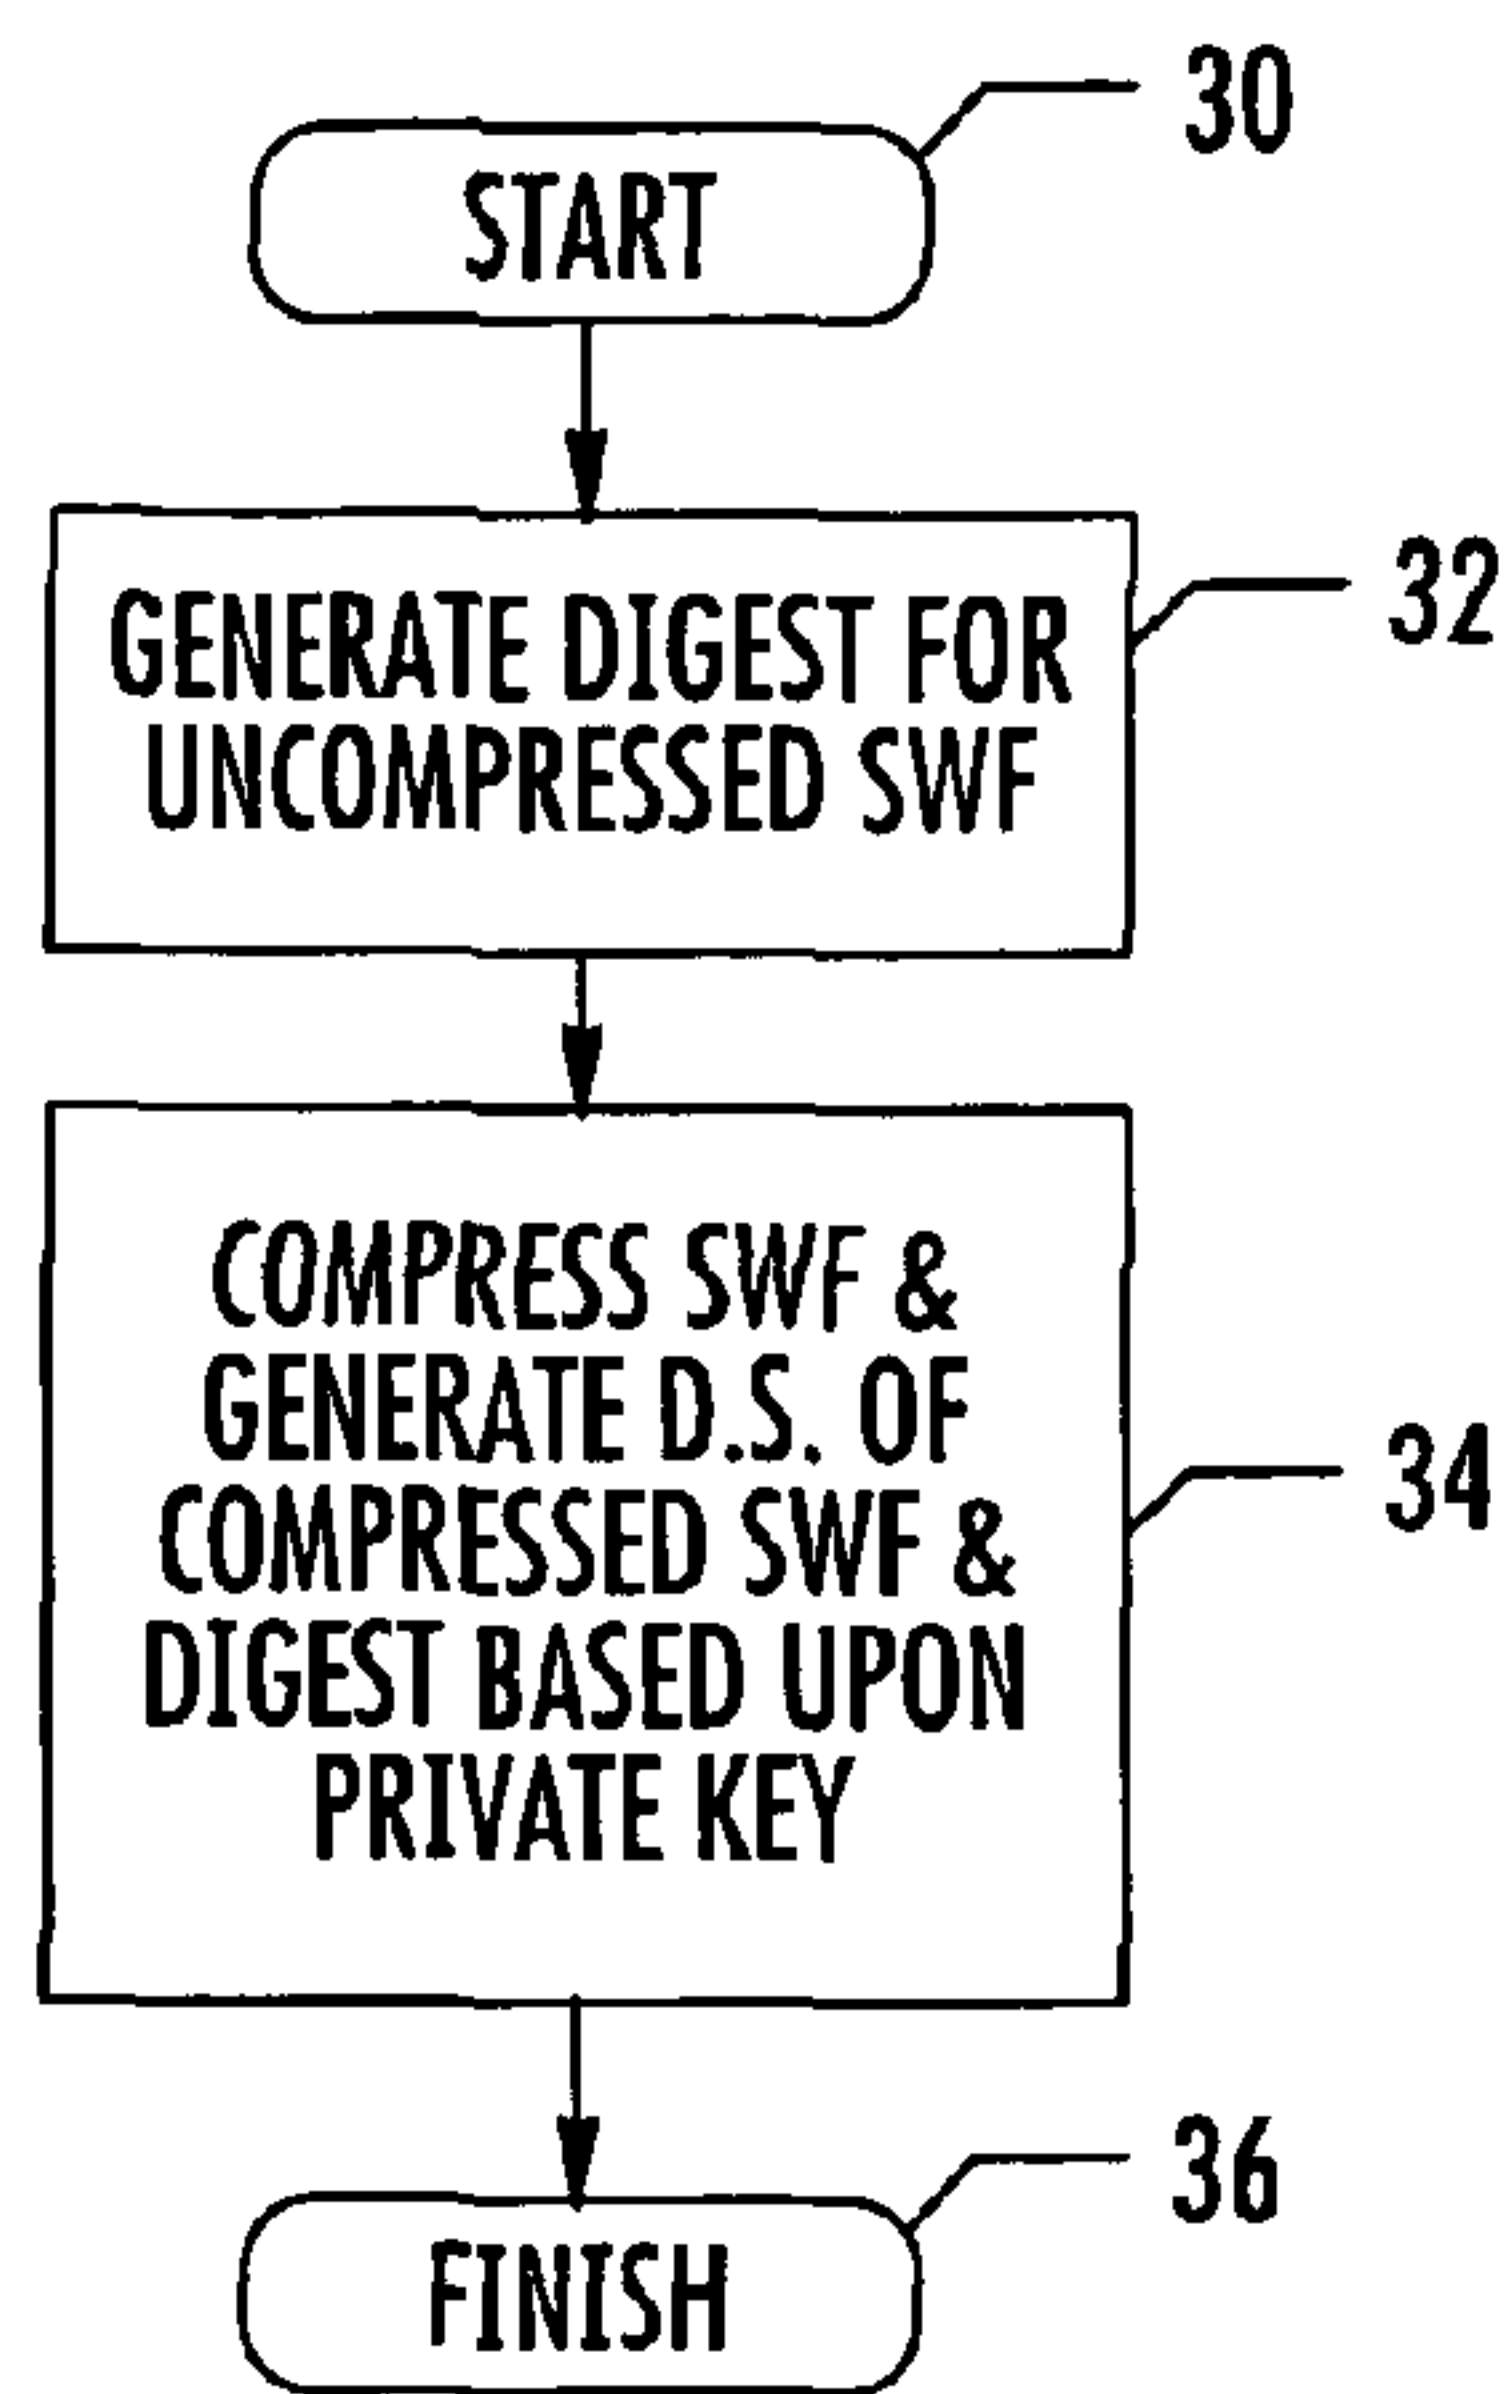 30
START
GENERATE DIGEST FOR
UNCOMPRESSED SWF
32
COMPRESS SWF &
GENERATE D.S. OF
COMPRESSED SWF &
DIGEST BASED UPON
PRIVATE KEY
34
36
FINISH